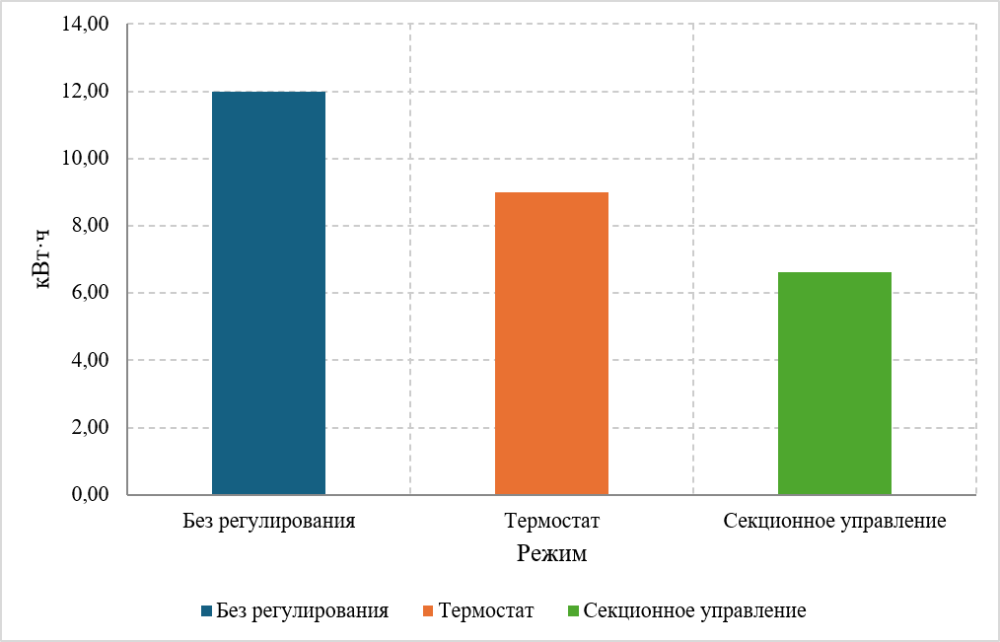 14,00
12,00
10,00
8,00
6,00
4,00
2,00
0,00
кВт·ч
Без регулирования Термостат Секционное управление
Режим
Без регулирования Термостат Секционное управление